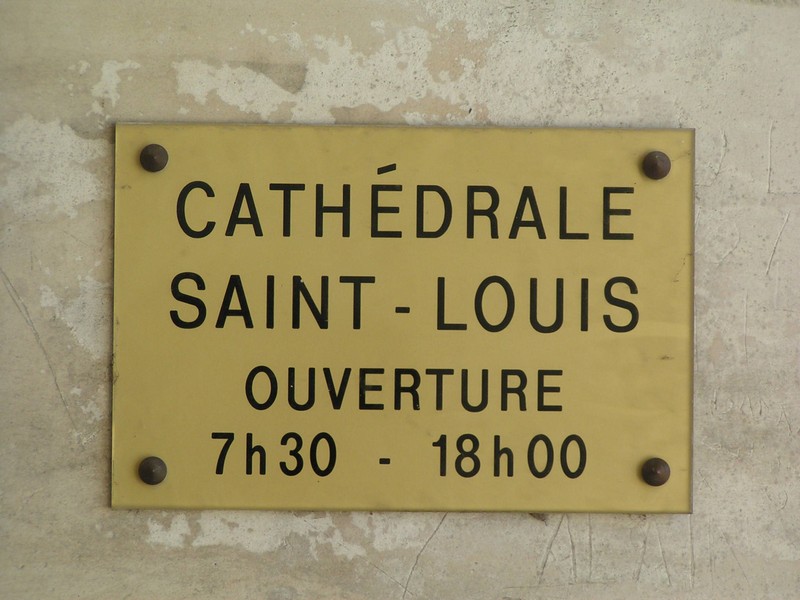 CATHÉDRALE
SAINT - LOUIS
OUVERTURE
7h30 - 18h00